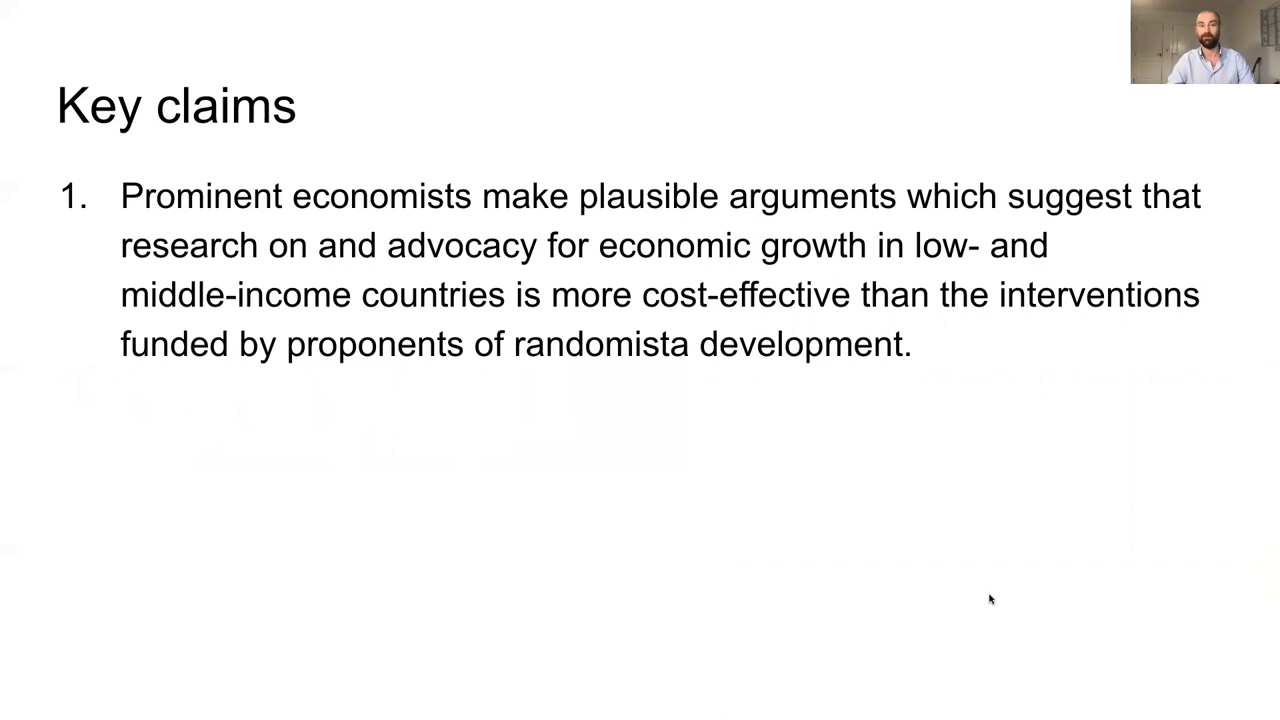 Key claims
1. Prominent economists make plausible arguments which suggest that
research on and advocacy for economic growth in low- and
middle-income countries is more cost-effective than the interventions
funded by proponents of randomista development.